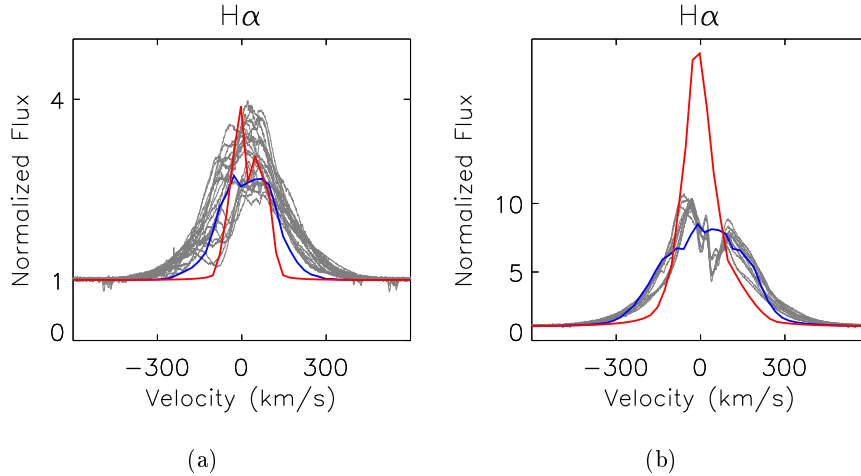 Hα
Normalized Flux
4
1
0
−300 0 300
Velocity (km/s)
(a)
Hα
Normalized Flux
10
5
0
−300 0 300
Velocity (km/s)
(b)